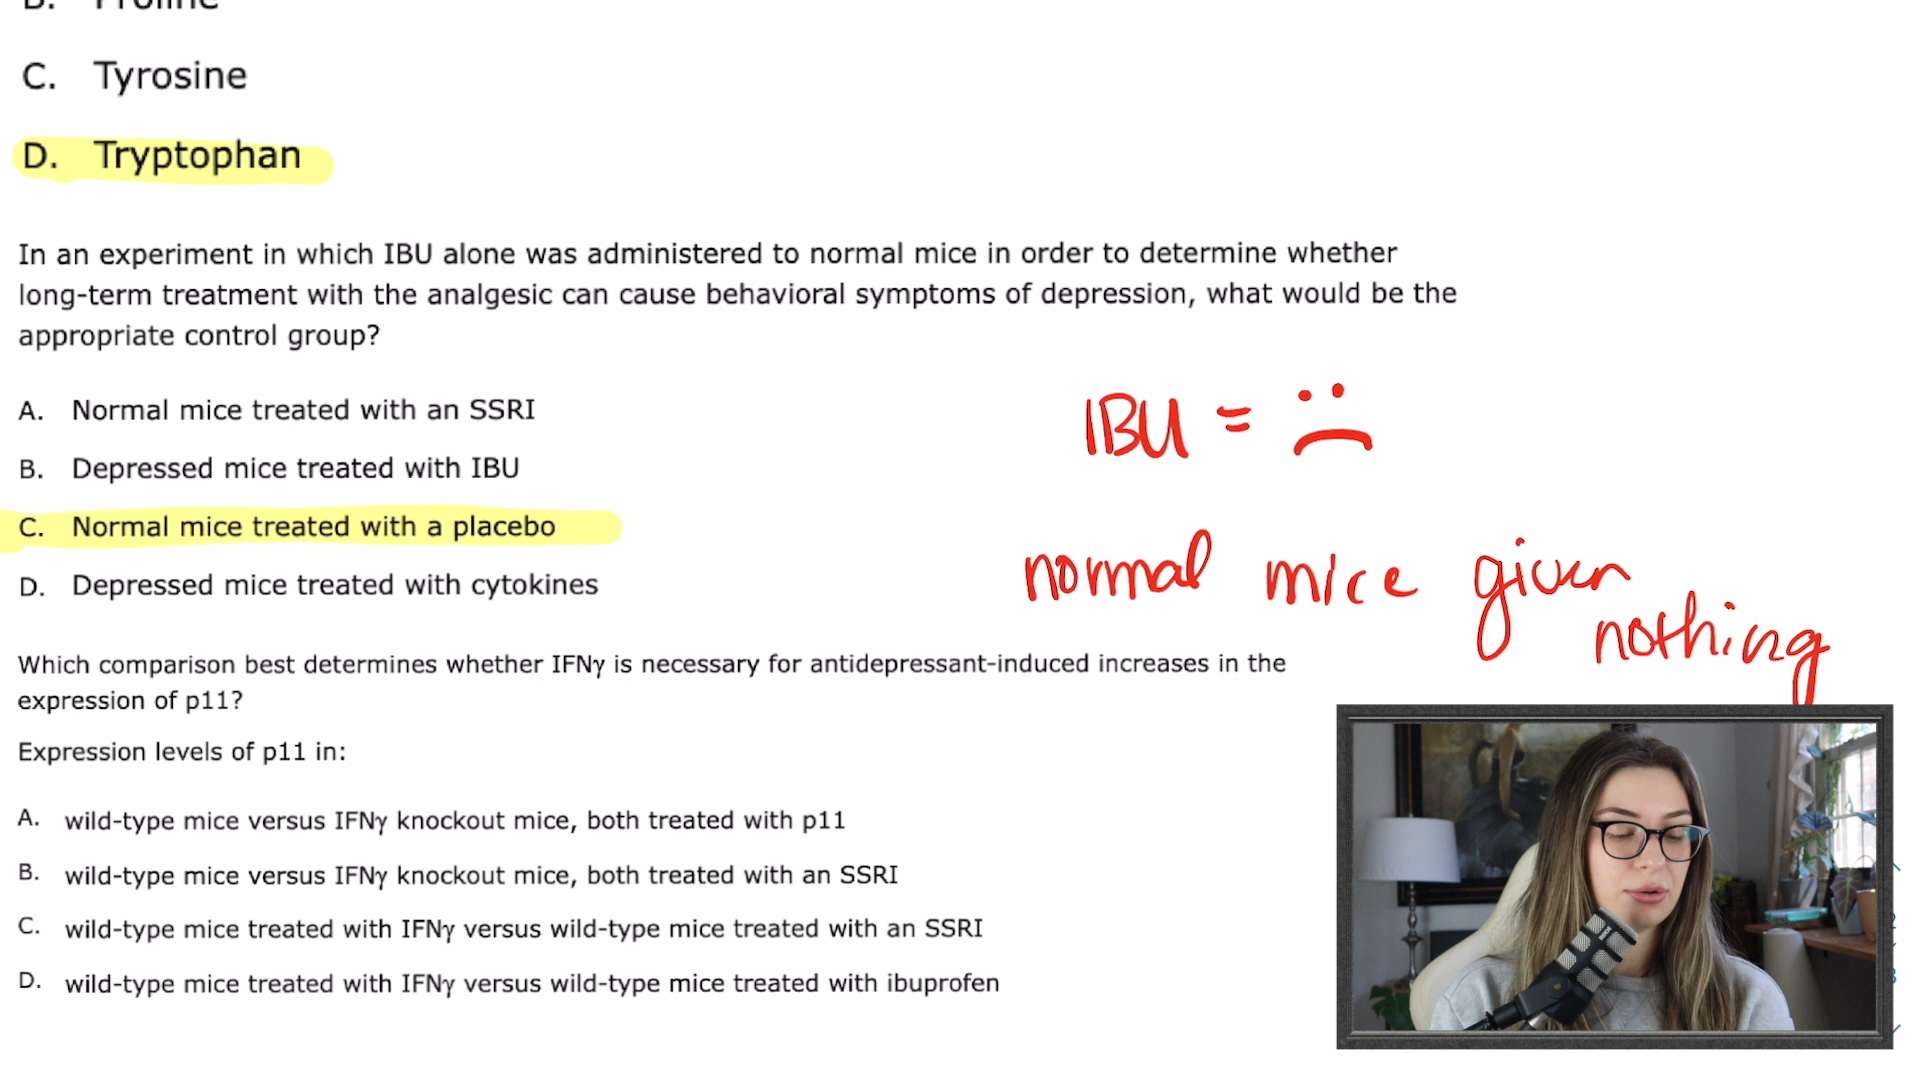 B. Proline
C. Tyrosine
D. Tryptophan
In an experiment in which IBU alone was administered to normal mice in order to determine whether
long-term treatment with the analgesic can cause behavioral symptoms of depression, what would be the
appropriate control group?
A. Normal mice treated with an SSRI
B. Depressed mice treated with IBU
C. Normal mice treated with a placebo
D. Depressed mice treated with cytokines
IBU =
normal mice given
nothing
Which comparison best determines whether IFNγ is necessary for antidepressant-induced increases in the
expression of p11?
Expression levels of p11 in:
A. wild-type mice versus IFNγ knockout mice, both treated with p11
B. wild-type mice versus IFNγ knockout mice, both treated with an SSRI
C. wild-type mice treated with IFNγ versus wild-type mice treated with an SSRI
D. wild-type mice treated with IFNγ versus wild-type mice treated with ibuprofen